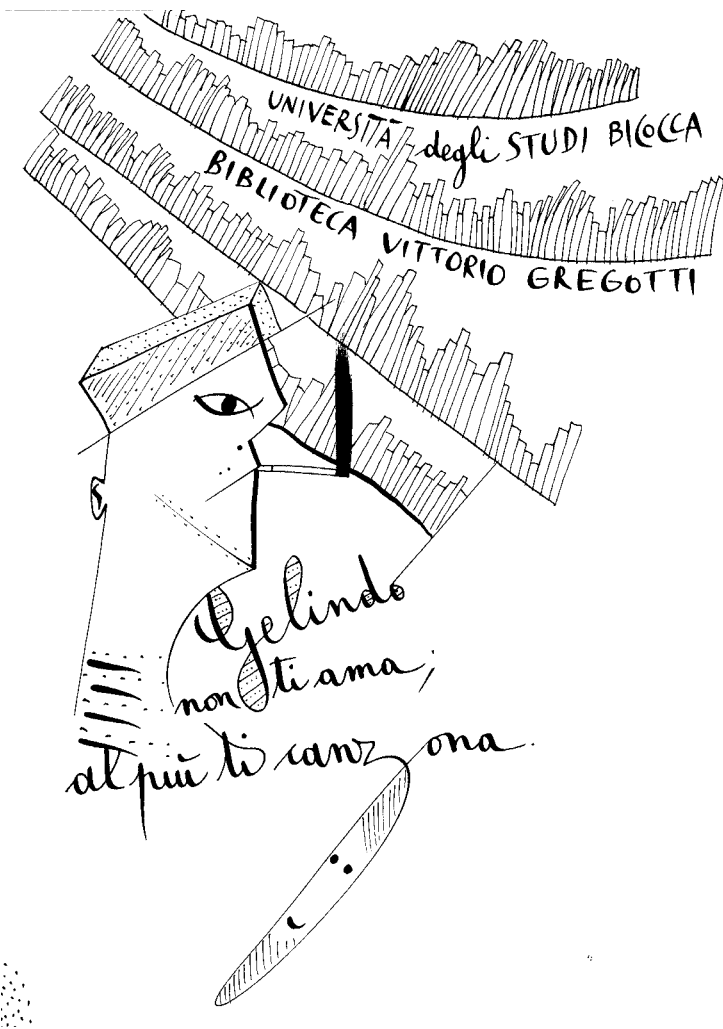 UNIVERSITÀ degli STUDI BICOCCA
BIBLIOTECA VITTORIO GREGOTTI
Gelindo
non ti ama;
al più ti canzona.